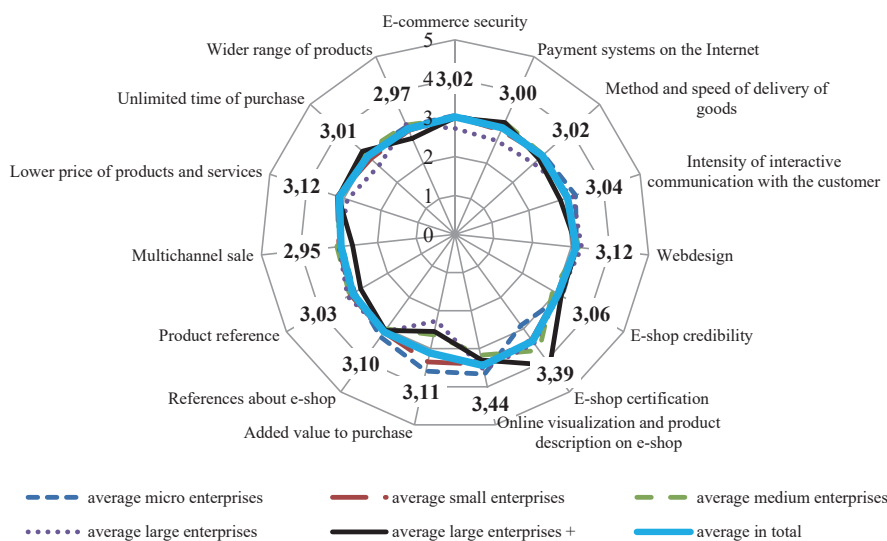 E-commerce security
5
Wider range of products
Payment systems on the Internet
4
3,02
2,97
3,00
Unlimited time of purchase
Method and speed of delivery of
goods
3
3,01
3,02
2
Lower price of products and services
Intensity of interactive
communication with the customer
3,12
3,04
1
0
Multichannel sale
2,95
3,12
Webdesign
3,03
3,06
Product reference
E-shop credibility
3,10
3,39
References about e-shop
3,11
3,44
E-shop certification
Added value to purchase
Online visualization and product
description on e-shop
average micro enterprises
average small enterprises
average medium enterprises
average large enterprises
average large enterprises +
average in total